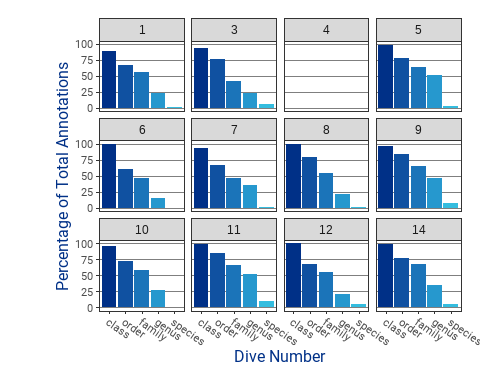 1 3 4 5
100
75
50
25
0
6 7 8 9
100
75
50
25
0
10 11 12 14
100
75
50
25
0
class order family genus species class order family genus species class order family genus species class order family genus species
Dive Number
Percentage of Total Annotations